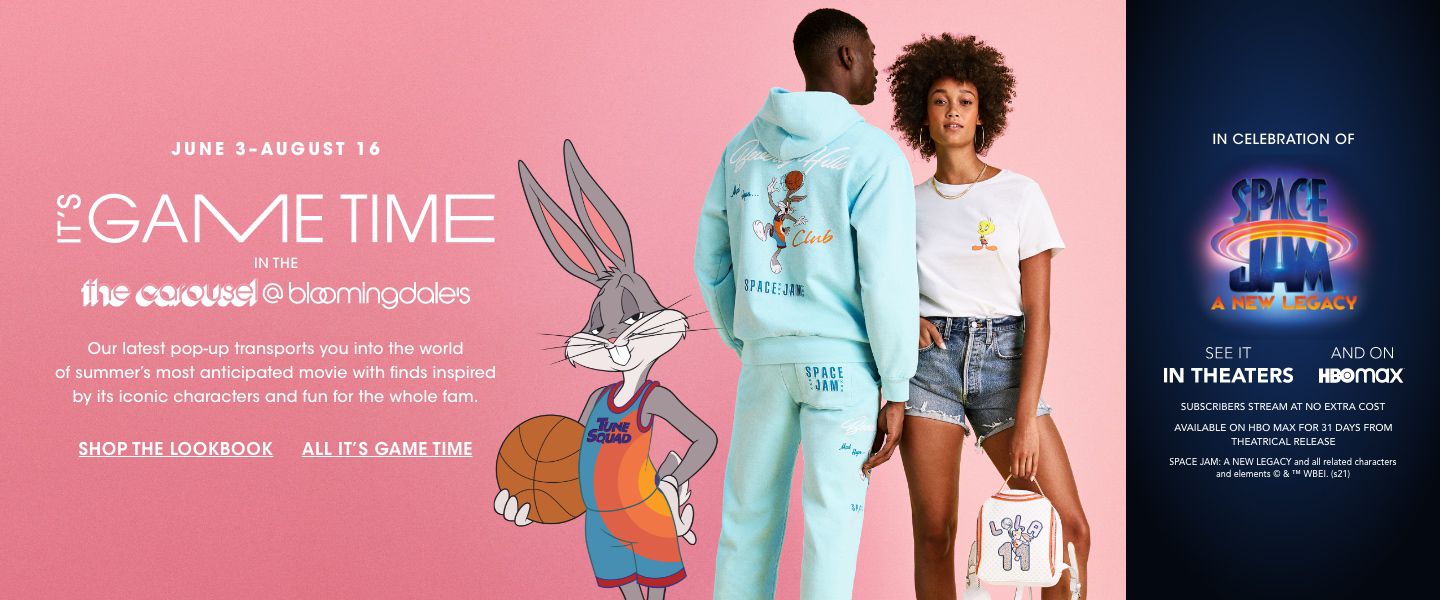 JUNE 3–AUGUST 16
IT'S GAME TIME
IN THE
the carousel @ bloomingdale's
Our latest pop-up transports you into the world
of summer's most anticipated movie with finds inspired
by its iconic characters and fun for the whole fam.
SHOP THE LOOKBOOK ALL IT'S GAME TIME
TUNE
SQUAD
Beverly Hills
Club
SPACE JAM
SPACE
JAM
LOLA
11
IN CELEBRATION OF
SPACE
JAM
A NEW LEGACY
SEE IT
IN THEATERS
AND ON
HBOMAX
SUBSCRIBERS STREAM AT NO EXTRA COST
AVAILABLE ON HBO MAX FOR 31 DAYS FROM
THEATRICAL RELEASE
SPACE JAM: A NEW LEGACY and all related characters
and elements © & ™ WBEI. (s21)